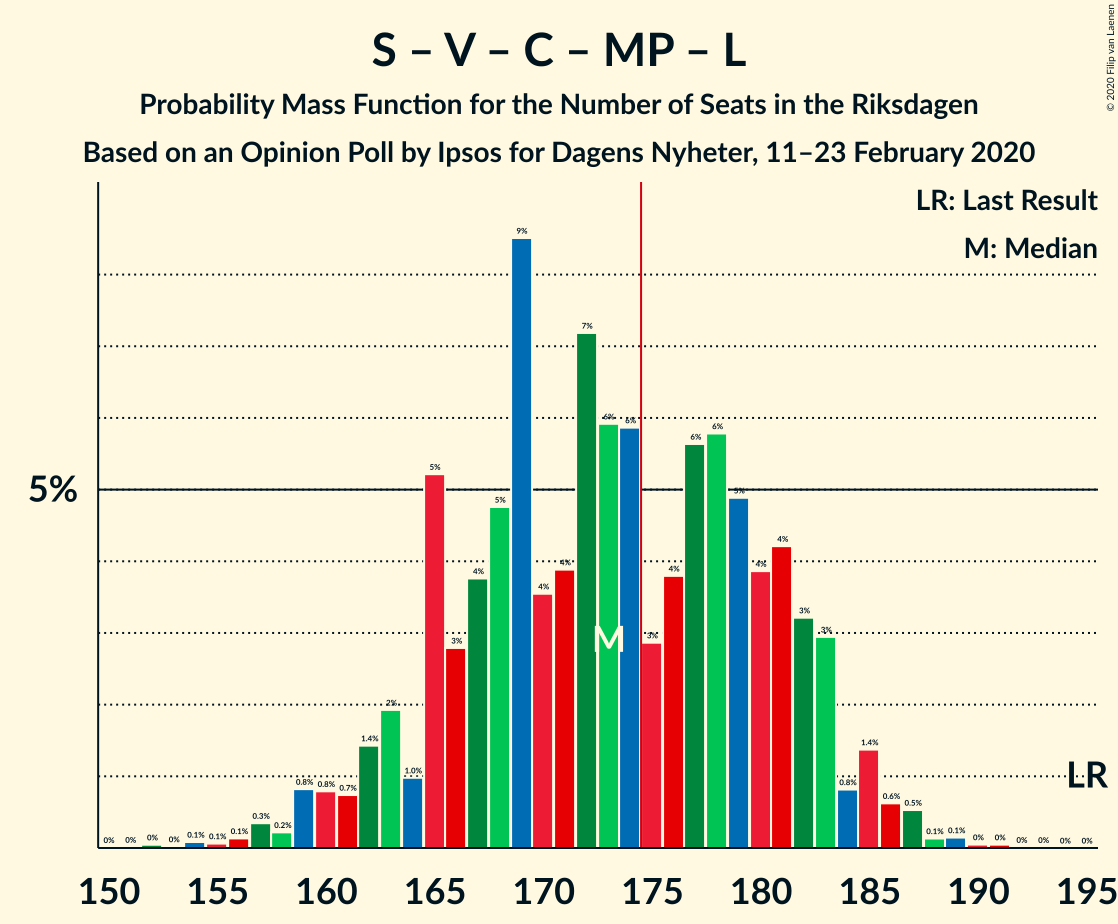 S – V – C – MP – L
Probability Mass Function for the Number of Seats in the Riksdagen
Based on an Opinion Poll by Ipsos for Dagens Nyheter, 11–23 February 2020
© 2020 Filip van Laenen
LR: Last Result
M: Median
5%
0% 0% 0% 0% 0.1% 0.1% 0.1% 0.3% 0.2% 0.8% 0.8% 0.7% 1.4% 2% 1.0% 5% 3% 4% 5% 9% 4% 4% 7% 6% 6% 3% 4% 6% 6% 5% 4% 4% 3% 3% 0.8% 1.4% 0.6% 0.5% 0.1% 0.1% 0% 0% 0% 0% 0% 0%
M
LR
150 155 160 165 170 175 180 185 190 195